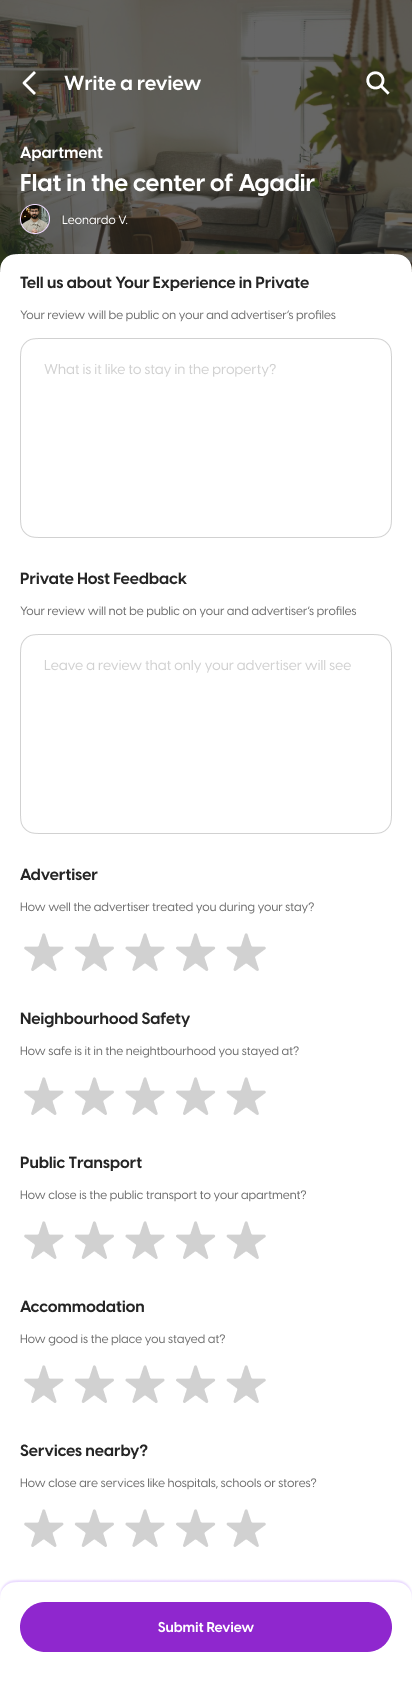 Write a review
Apartment
Flat in the center of Agadir
Leonardo V.
Tell us about Your Experience in Private
Your review will be public on your and advertiser's profiles
What is it like to stay in the property?
Private Host Feedback
Your review will not be public on your and advertiser's profiles
Leave a review that only your advertiser will see
Advertiser
How well the advertiser treated you during your stay?
Neighbourhood Safety
How safe is it in the neightbourhood you stayed at?
Public Transport
How close is the public transport to your apartment?
Accommodation
How good is the place you stayed at?
Services nearby?
How close are services like hospitals, schools or stores?
Submit Review